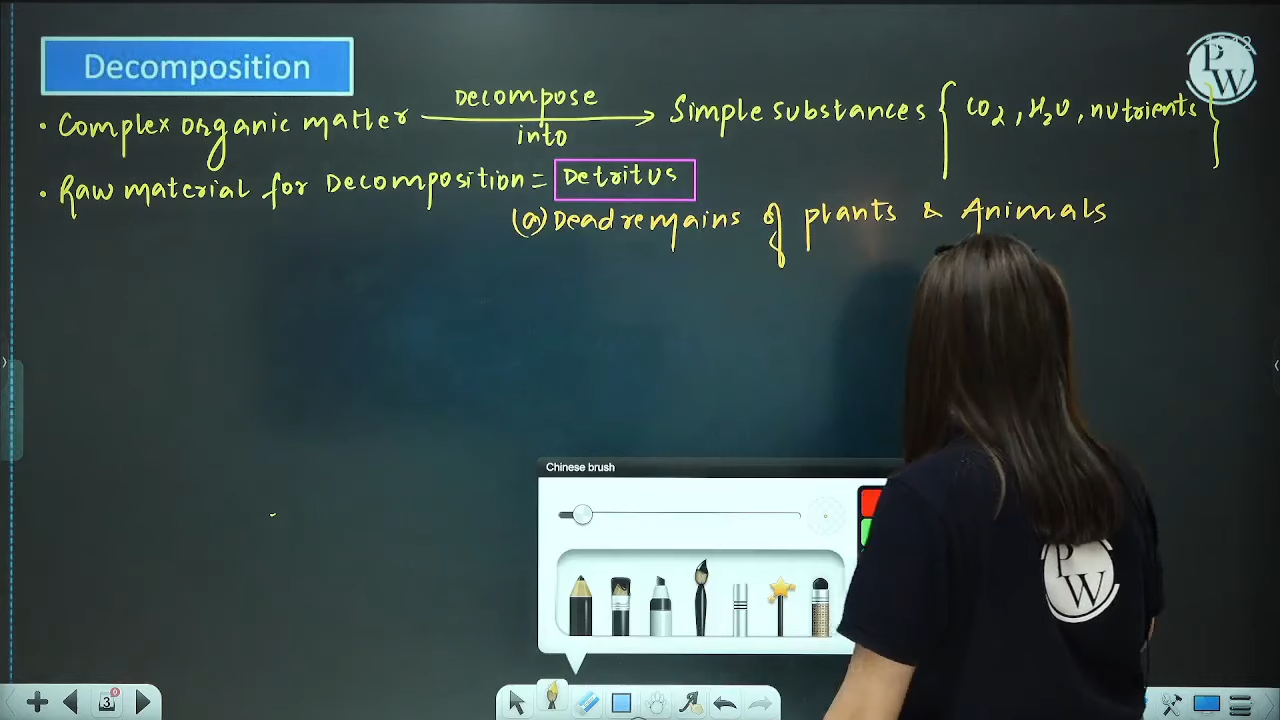 Decomposition
PW
• Complex organic matter Decompose into → Simple substances { CO2, H2O, nutrients }
• Raw material for Decomposition = Detritus
(a) Dead remains of plants & Animals
Chinese brush
PW
3